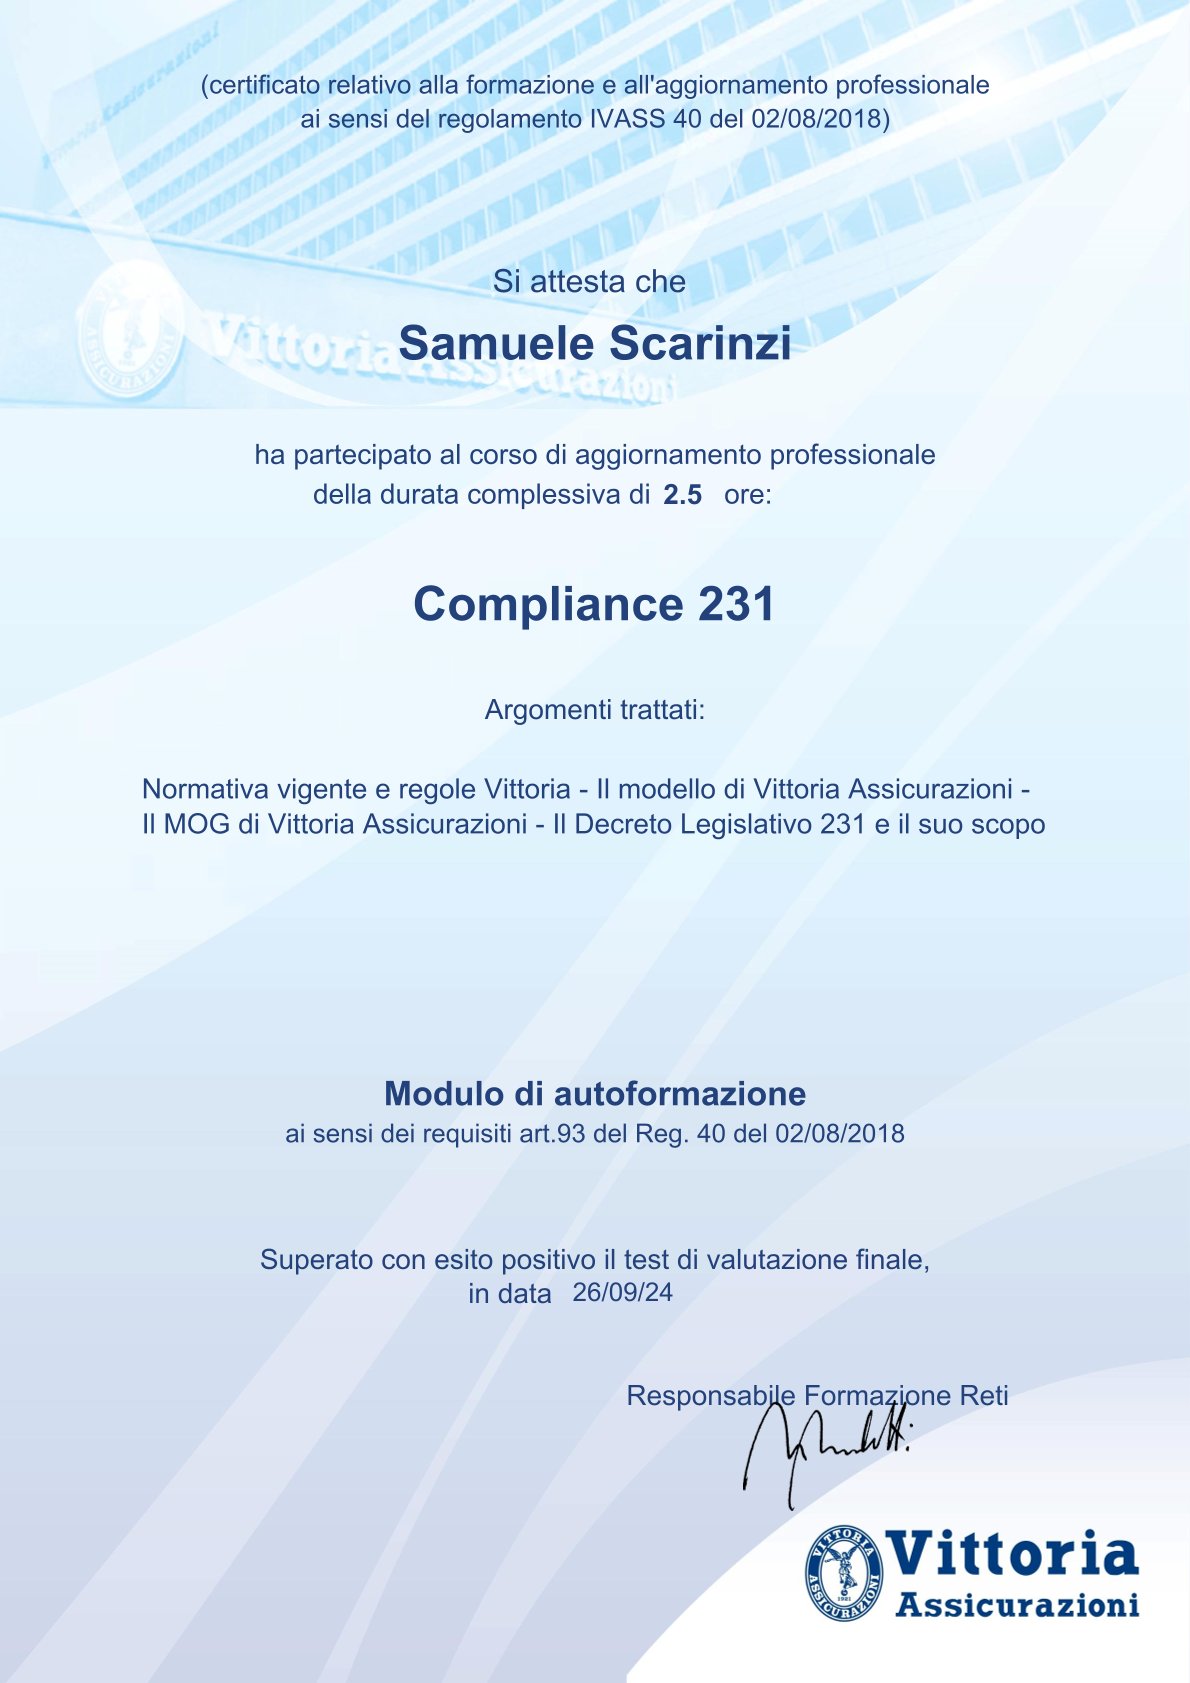 (certificato relativo alla formazione e all'aggiornamento professionale
ai sensi del regolamento IVASS 40 del 02/08/2018)
Si attesta che
Samuele Scarinzi
Vittoria Assicurazioni
ha partecipato al corso di aggiornamento professionale
della durata complessiva di 2.5 ore:
Compliance 231
Argomenti trattati:
Normativa vigente e regole Vittoria - Il modello di Vittoria Assicurazioni -
Il MOG di Vittoria Assicurazioni - Il Decreto Legislativo 231 e il suo scopo
Modulo di autoformazione
ai sensi dei requisiti art.93 del Reg. 40 del 02/08/2018
Superato con esito positivo il test di valutazione finale,
in data 26/09/24
Responsabile Formazione Reti
VITTORIA
ASSICURAZIONI
1921
Vittoria
Assicurazioni